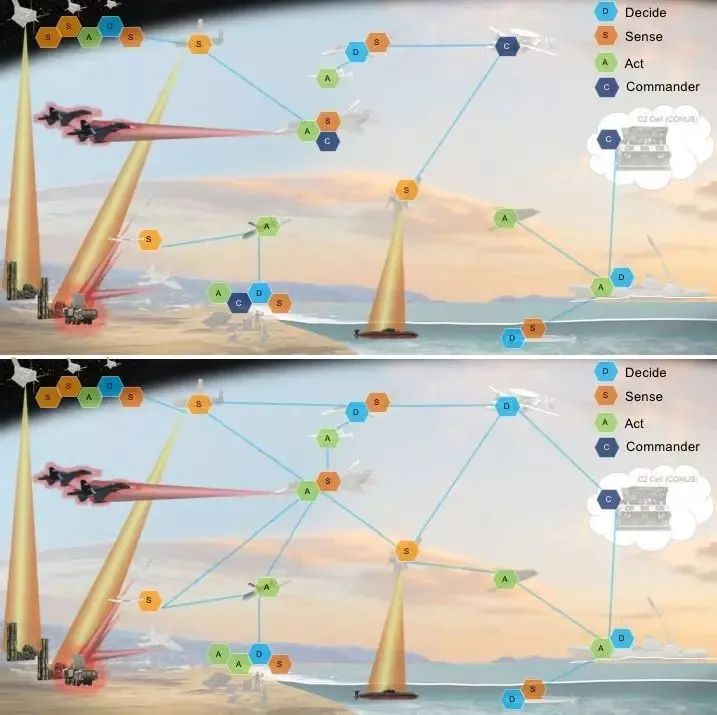 D Decide
S Sense
A Act
C Commander
C2 Cell (CONUS)
S S A D S
S
D S
A
C
A S C
C
S
S
A
A
A C D S
A D
D S
D Decide
S Sense
A Act
C Commander
C2 Cell (CONUS)
S S A D S
S
D S
A
D
A S
C
S
S
A
A
A A D S
A D
D S